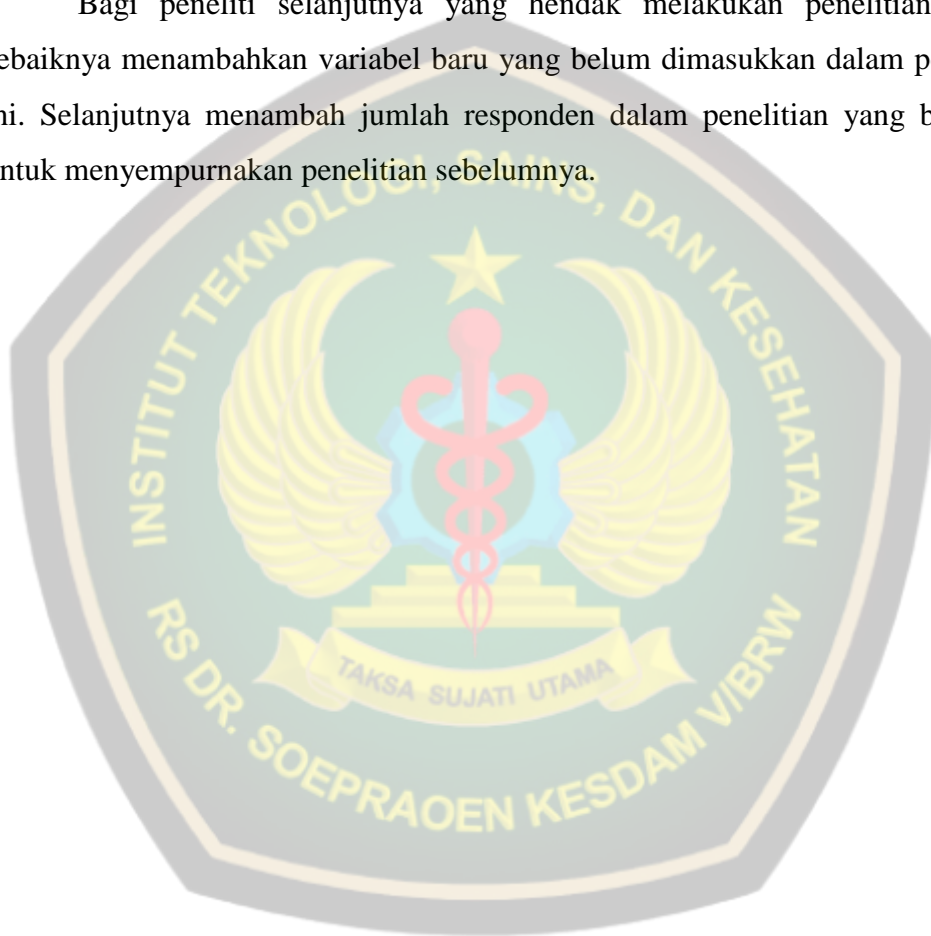 Bagi peneliti selanjutnya yang hendak melakukan penelitian
ebaiknya menambahkan variabel baru yang belum dimasukkan dalam p
ni. Selanjutnya menambah jumlah responden dalam penelitian yang b
ntuk menyempurnakan penelitian sebelumnya.
INSTITUT TEKNOLOGI, SAINS, DAN KESEHATAN
TAKSA SUJATI UTAMA
RS DR. SOEPRAOEN KESDAM V/BRW